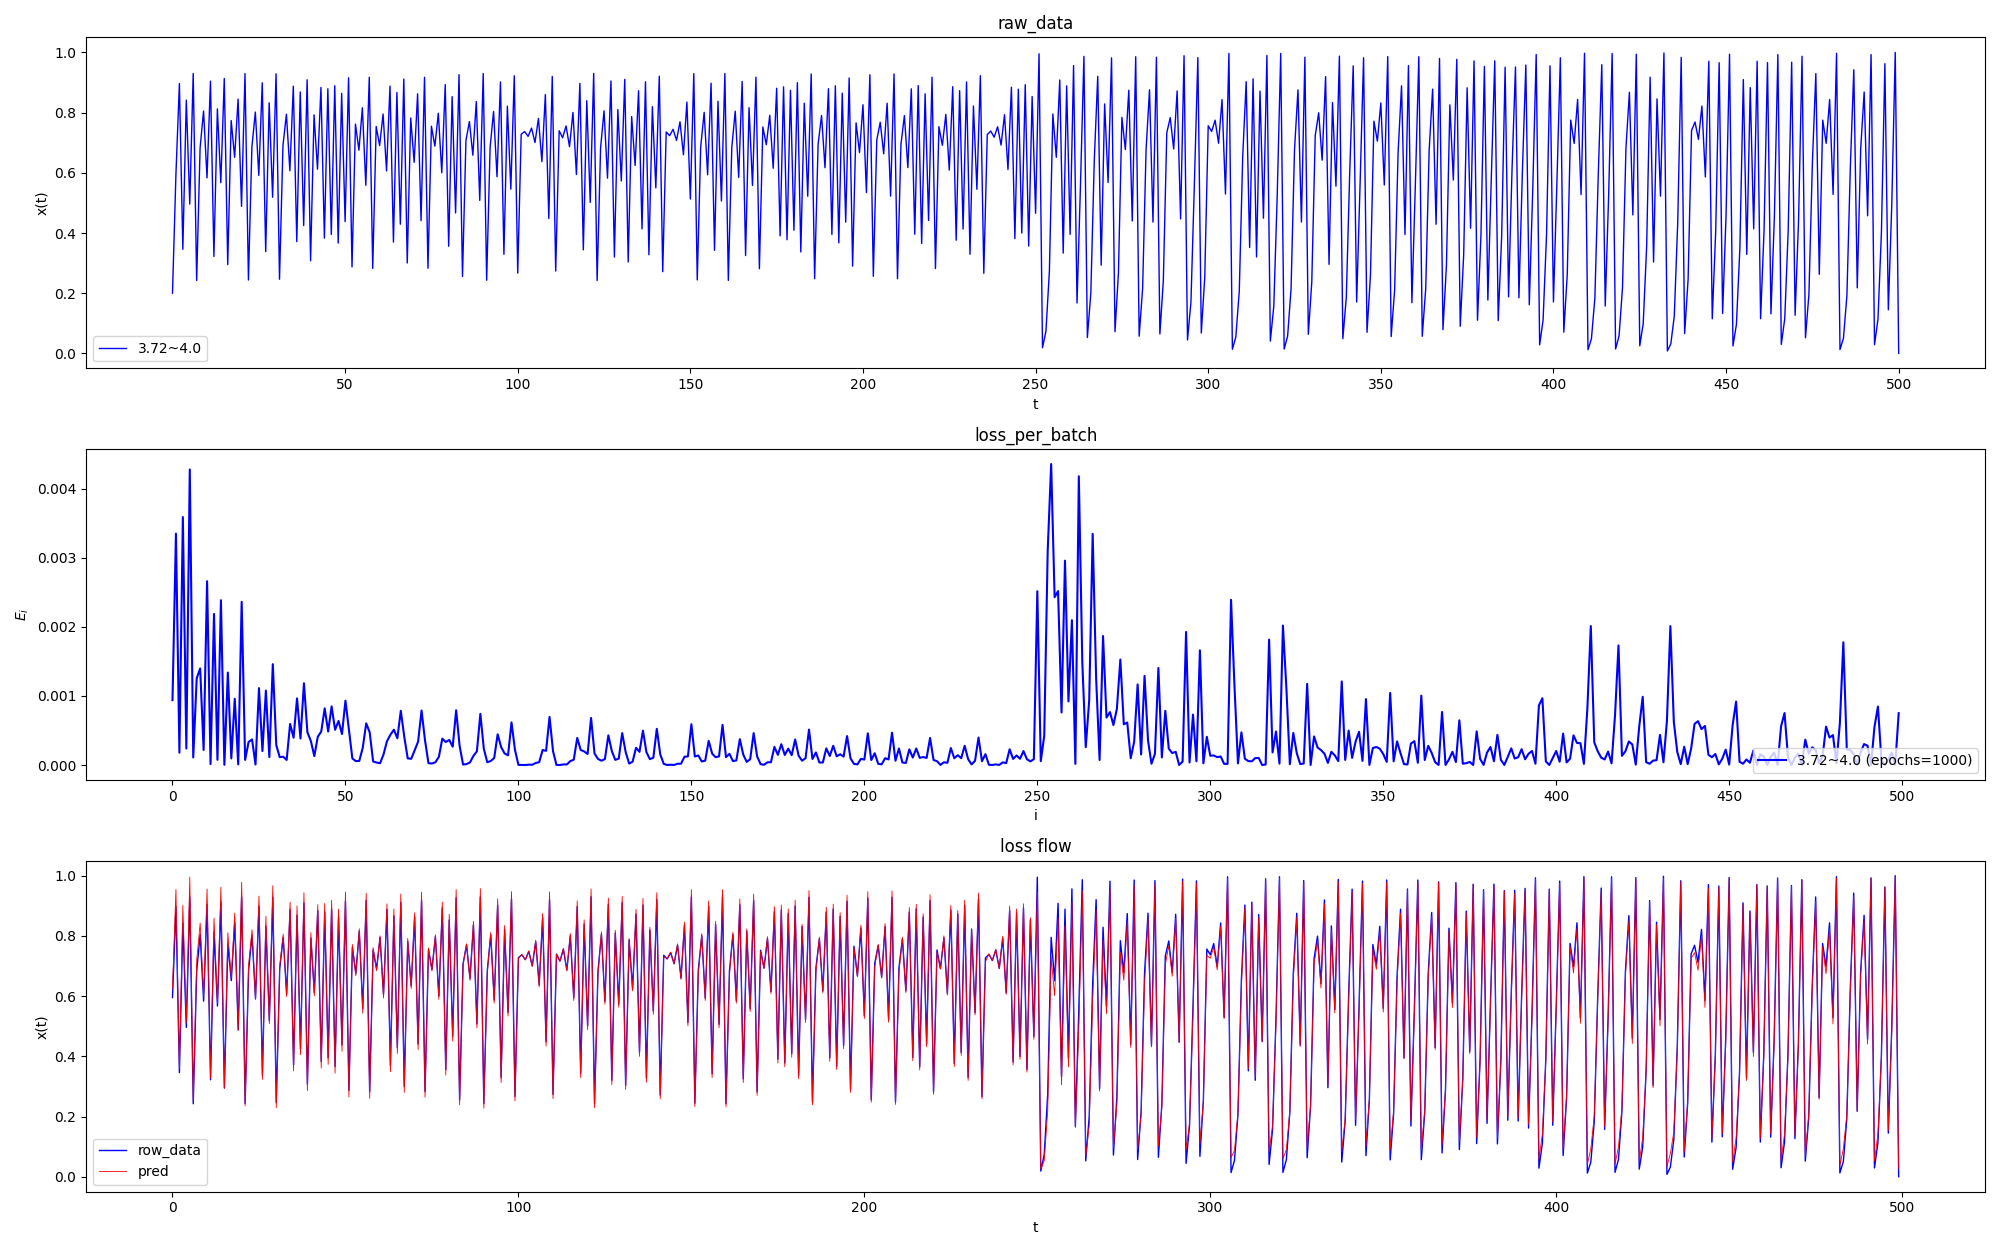 raw_data
1.0
0.8
0.6
0.4
0.2
0.0
x(t)
3.72~4.0
50 100 150 200 250 300 350 400 450 500
t
loss_per_batch
0.004
0.003
0.002
0.001
0.000
E_i
3.72~4.0 (epochs=1000)
0 50 100 150 200 250 300 350 400 450 500
i
loss flow
1.0
0.8
0.6
0.4
0.2
0.0
x(t)
row_data
pred
0 100 200 300 400 500
t